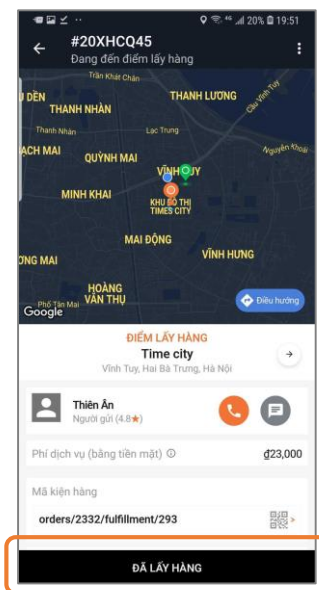 4G 20% 19:51
#20XHCQ45
Đang đến điểm lấy hàng
Trần Khát Chân
THANH LƯƠNG
THANH NHÀN
Thanh Nhàn
Lạc Trung
QUỲNH MAI
VĨNH TUY
Nguyễn Khoái
MINH KHAI
KHU ĐÔ THỊ
TIMES CITY
MAI ĐỘNG
VĨNH HƯNG
HOÀNG
VĂN THỤ
Phố Tân Mai
Google
Điều hướng
ĐIỂM LẤY HÀNG
Time city
Vĩnh Tuy, Hai Bà Trưng, Hà Nội
Thiên Ân
Người gửi (4.8★)
Phí dịch vụ (bằng tiền mặt) ₫23,000
Mã kiện hàng
orders/2332/fulfillment/293
ĐÃ LẤY HÀNG